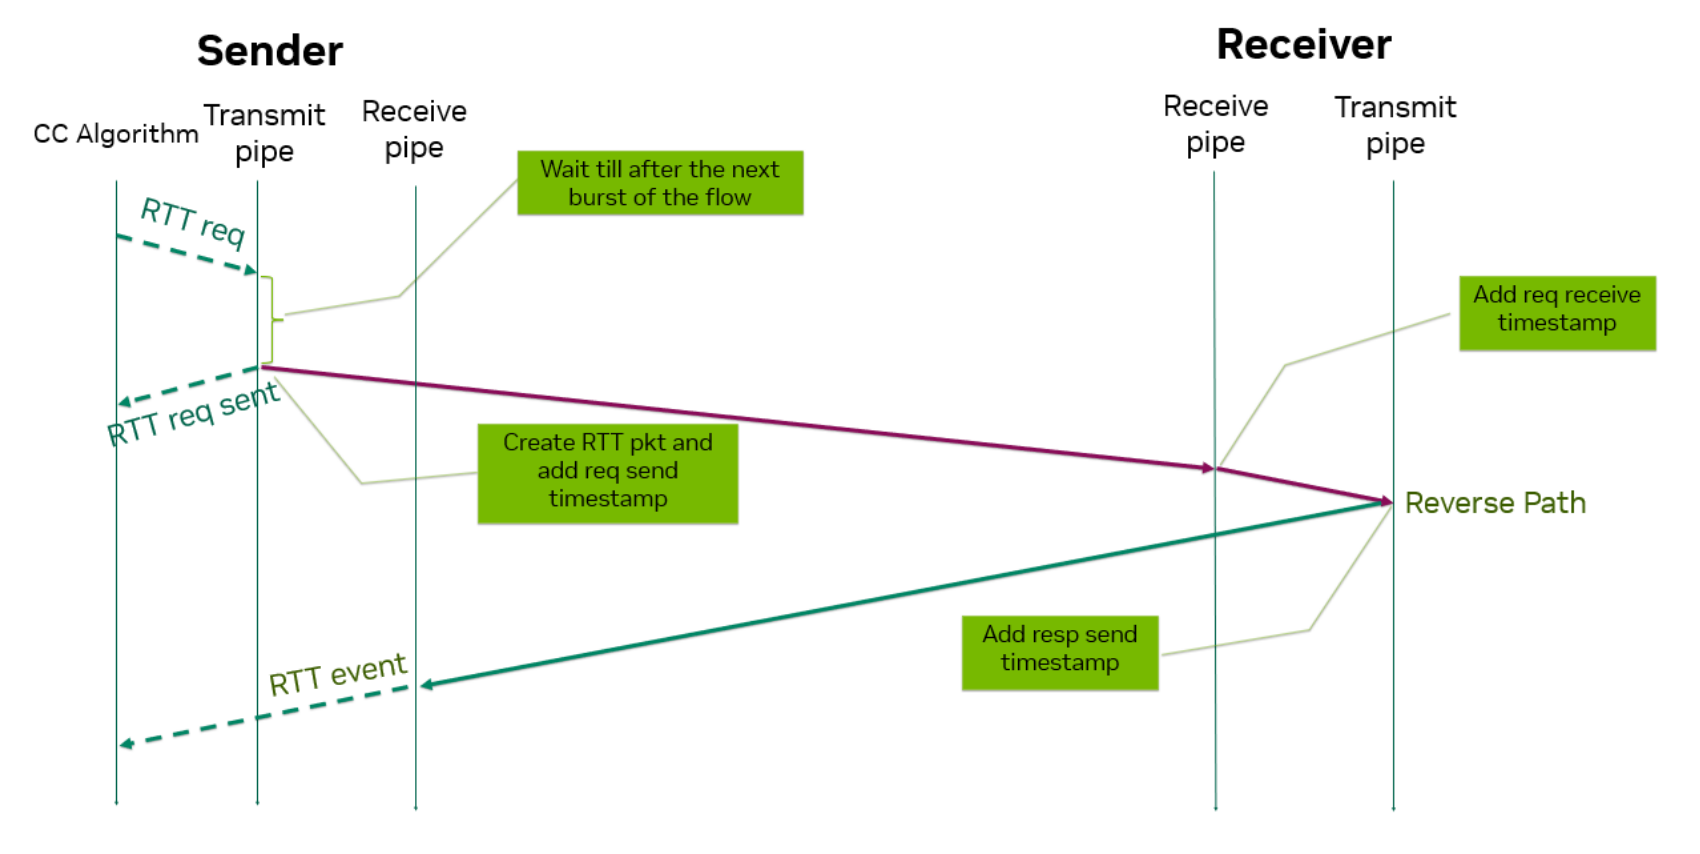 Sender
Receiver
CC Algorithm
Transmit
pipe
Receive
pipe
Receive
pipe
Transmit
pipe
Wait till after the next
burst of the flow
RTT req
Add req receive
timestamp
RTT req sent
Create RTT pkt and
add req send
timestamp
Reverse Path
Add resp send
timestamp
RTT event